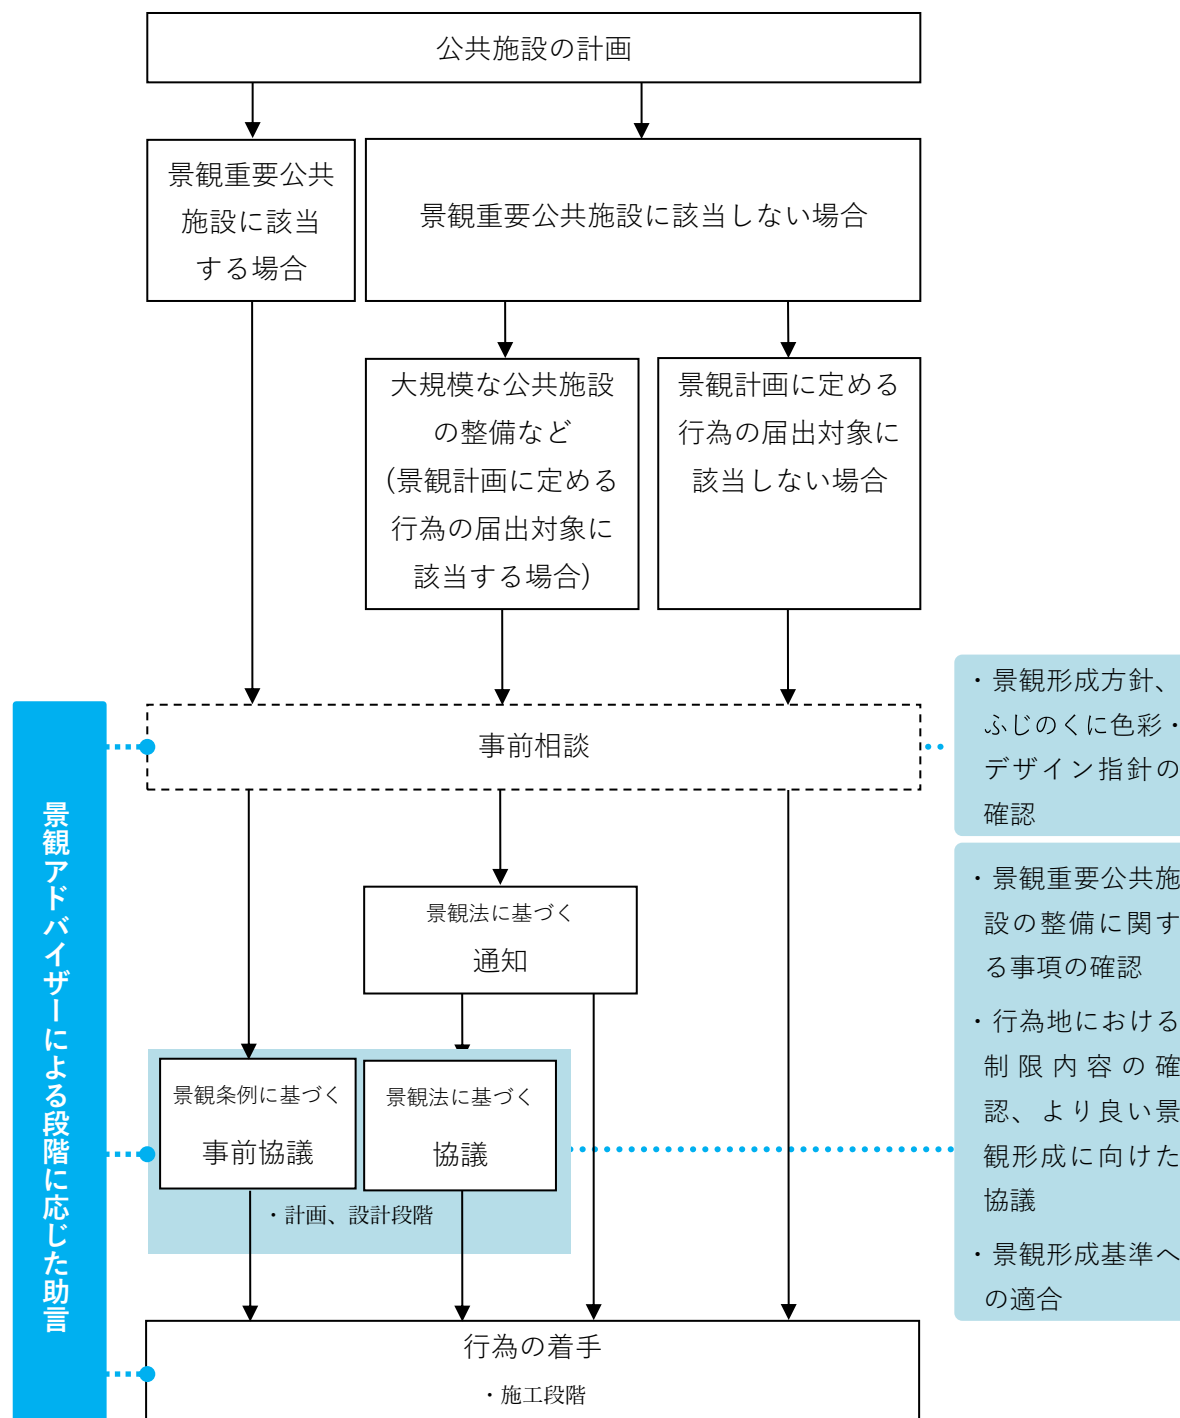 公共施設の計画
景観重要公共
施設に該当
する場合
景観重要公共施設に該当しない場合
大規模な公共施設
の整備など
(景観計画に定める
行為の届出対象に
該当する場合)
景観計画に定める
行為の届出対象に
該当しない場合
事前相談
・景観形成方針、
ふじのくに色彩・
デザイン指針の
確認
景観アドバイザーによる段階に応じた助言
景観法に基づく
通知
・景観重要公共施
設の整備に関す
る事項の確認
・行為地における
制限内容の確
認、より良い景
観形成に向けた
協議
・景観形成基準へ
の適合
景観条例に基づく
事前協議
景観法に基づく
協議
・計画、設計段階
行為の着手
・施工段階